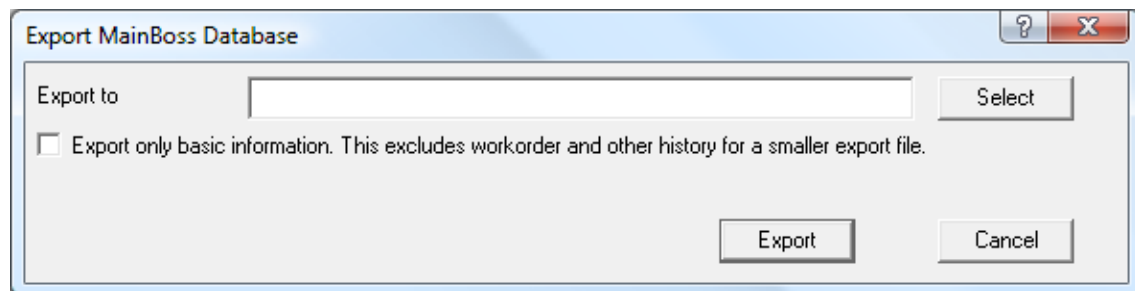 Export MainBoss Database
?
X
Export to
Select
Export only basic information. This excludes workorder and other history for a smaller export file.
Export
Cancel